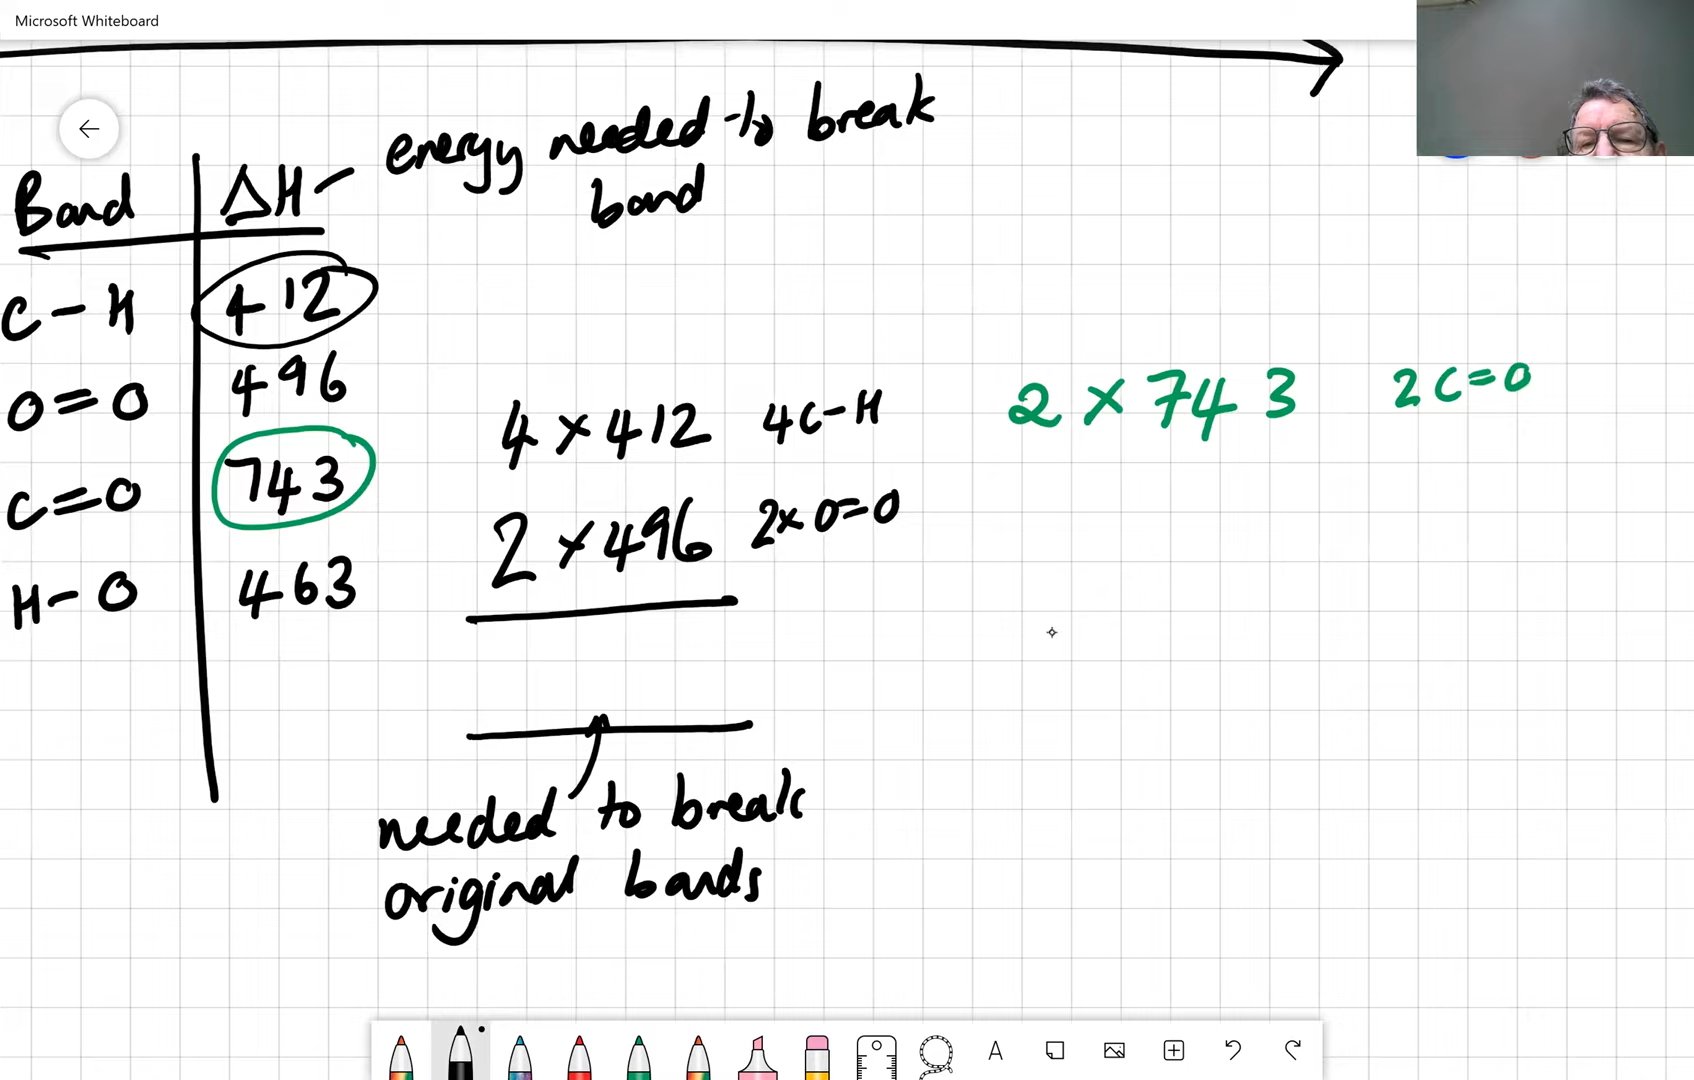 Microsoft Whiteboard
energy needed to break
bond
Bond ΔH
C-H 412
O=O 496
C=O 743
H-O 463
4 × 412 4C-H
2 × 496 2× O=O
2 × 743 2C=O
needed to break
original bonds
A